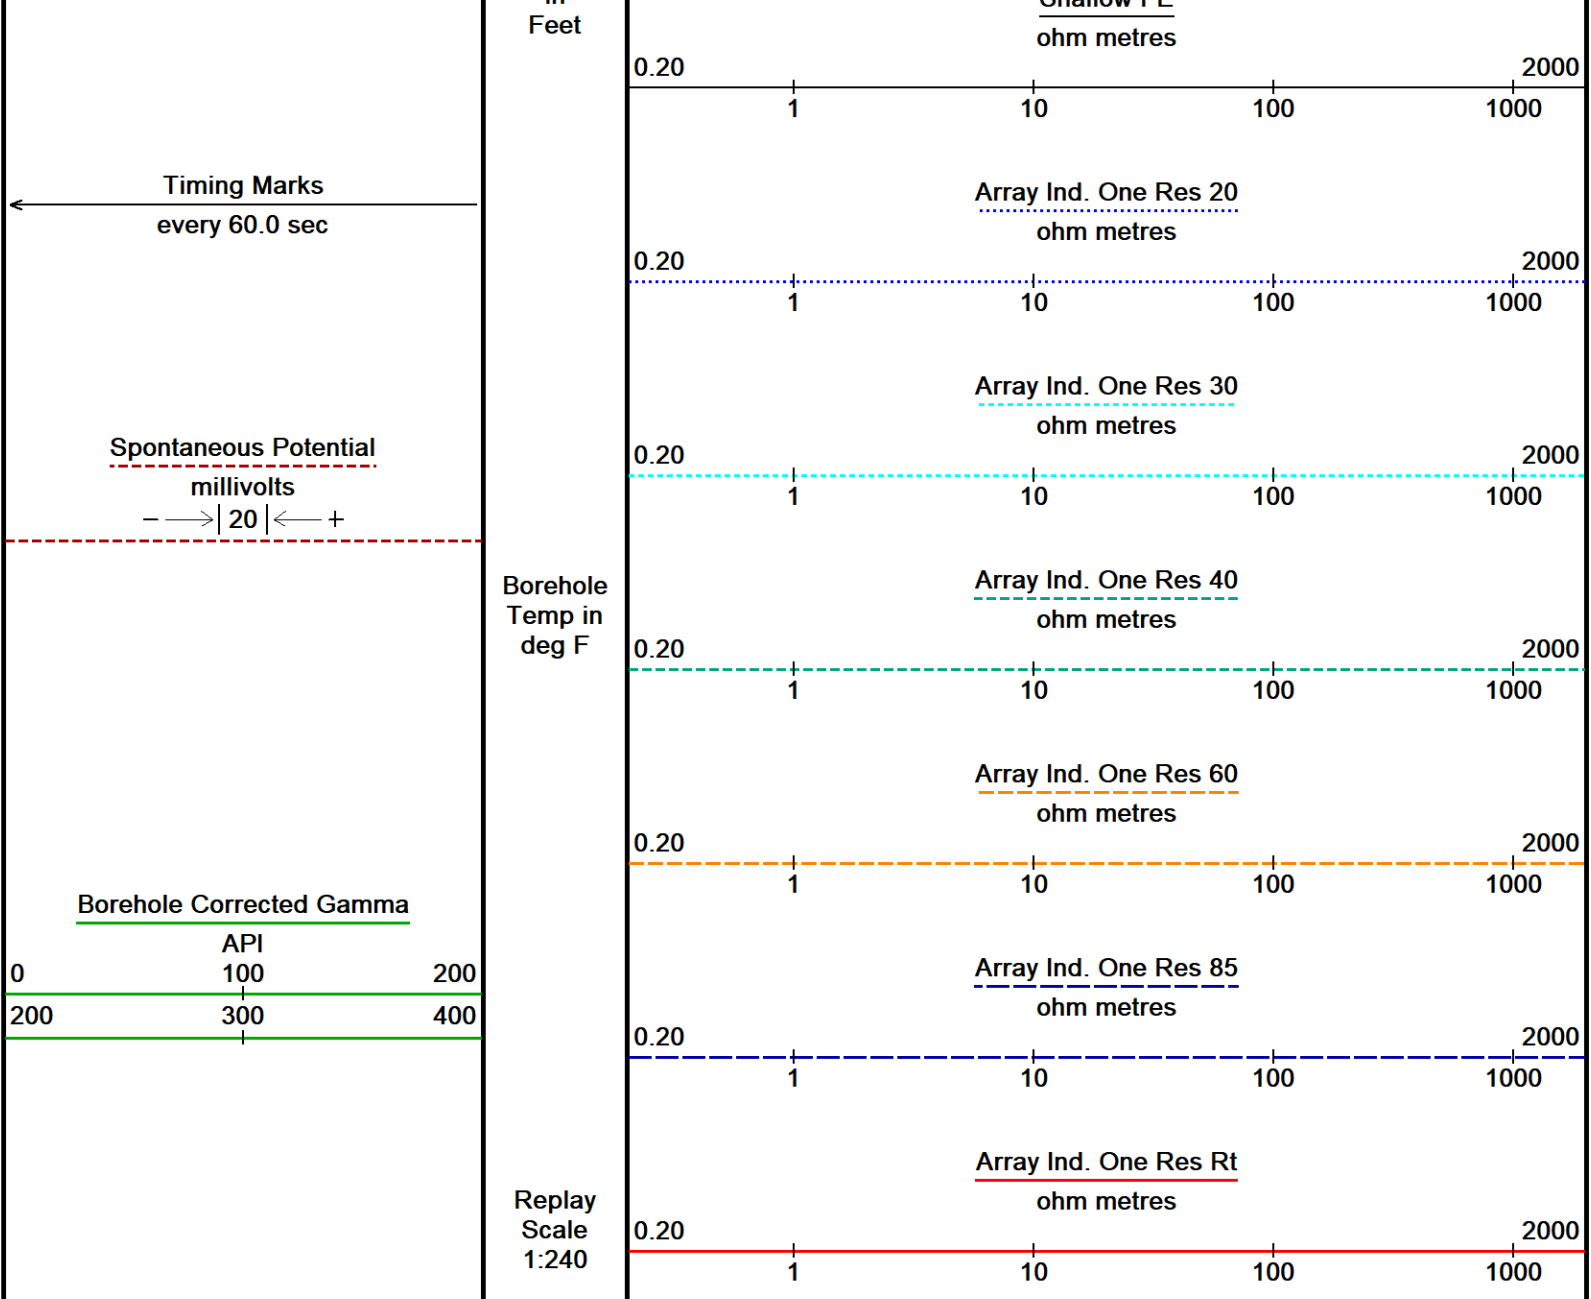 Timing Marks
every 60.0 sec
Spontaneous Potential
millivolts
− 20 +
Borehole Corrected Gamma
API
0 100 200
200 300 400
in
Feet
Borehole
Temp in
deg F
Replay
Scale
1:240
Shallow FE
ohm metres
0.20 2000
1 10 100 1000
Array Ind. One Res 20
ohm metres
0.20 2000
1 10 100 1000
Array Ind. One Res 30
ohm metres
0.20 2000
1 10 100 1000
Array Ind. One Res 40
ohm metres
0.20 2000
1 10 100 1000
Array Ind. One Res 60
ohm metres
0.20 2000
1 10 100 1000
Array Ind. One Res 85
ohm metres
0.20 2000
1 10 100 1000
Array Ind. One Res Rt
ohm metres
0.20 2000
1 10 100 1000